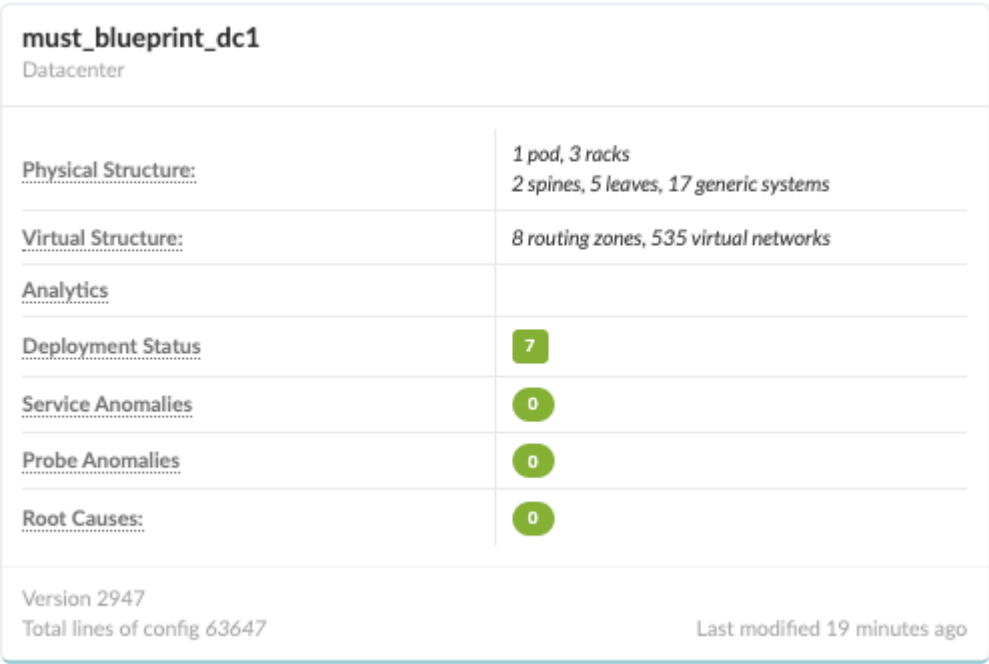 must_blueprint_dc1
Datacenter
Physical Structure:
1 pod, 3 racks
2 spines, 5 leaves, 17 generic systems
Virtual Structure:
8 routing zones, 535 virtual networks
Analytics
Deployment Status
7
Service Anomalies
0
Probe Anomalies
0
Root Causes:
0
Version 2947
Total lines of config 63647
Last modified 19 minutes ago